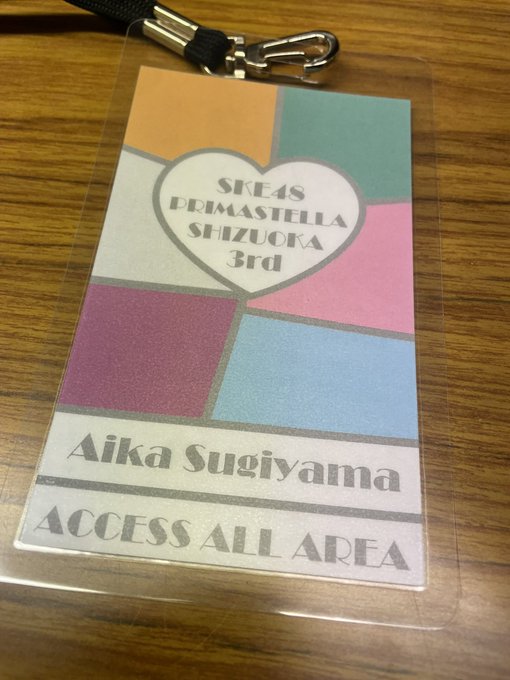 SKE48
PRIMASTELLA
SHIZUOKA
3rd
Aika Sugiyama
ACCESS ALL AREA